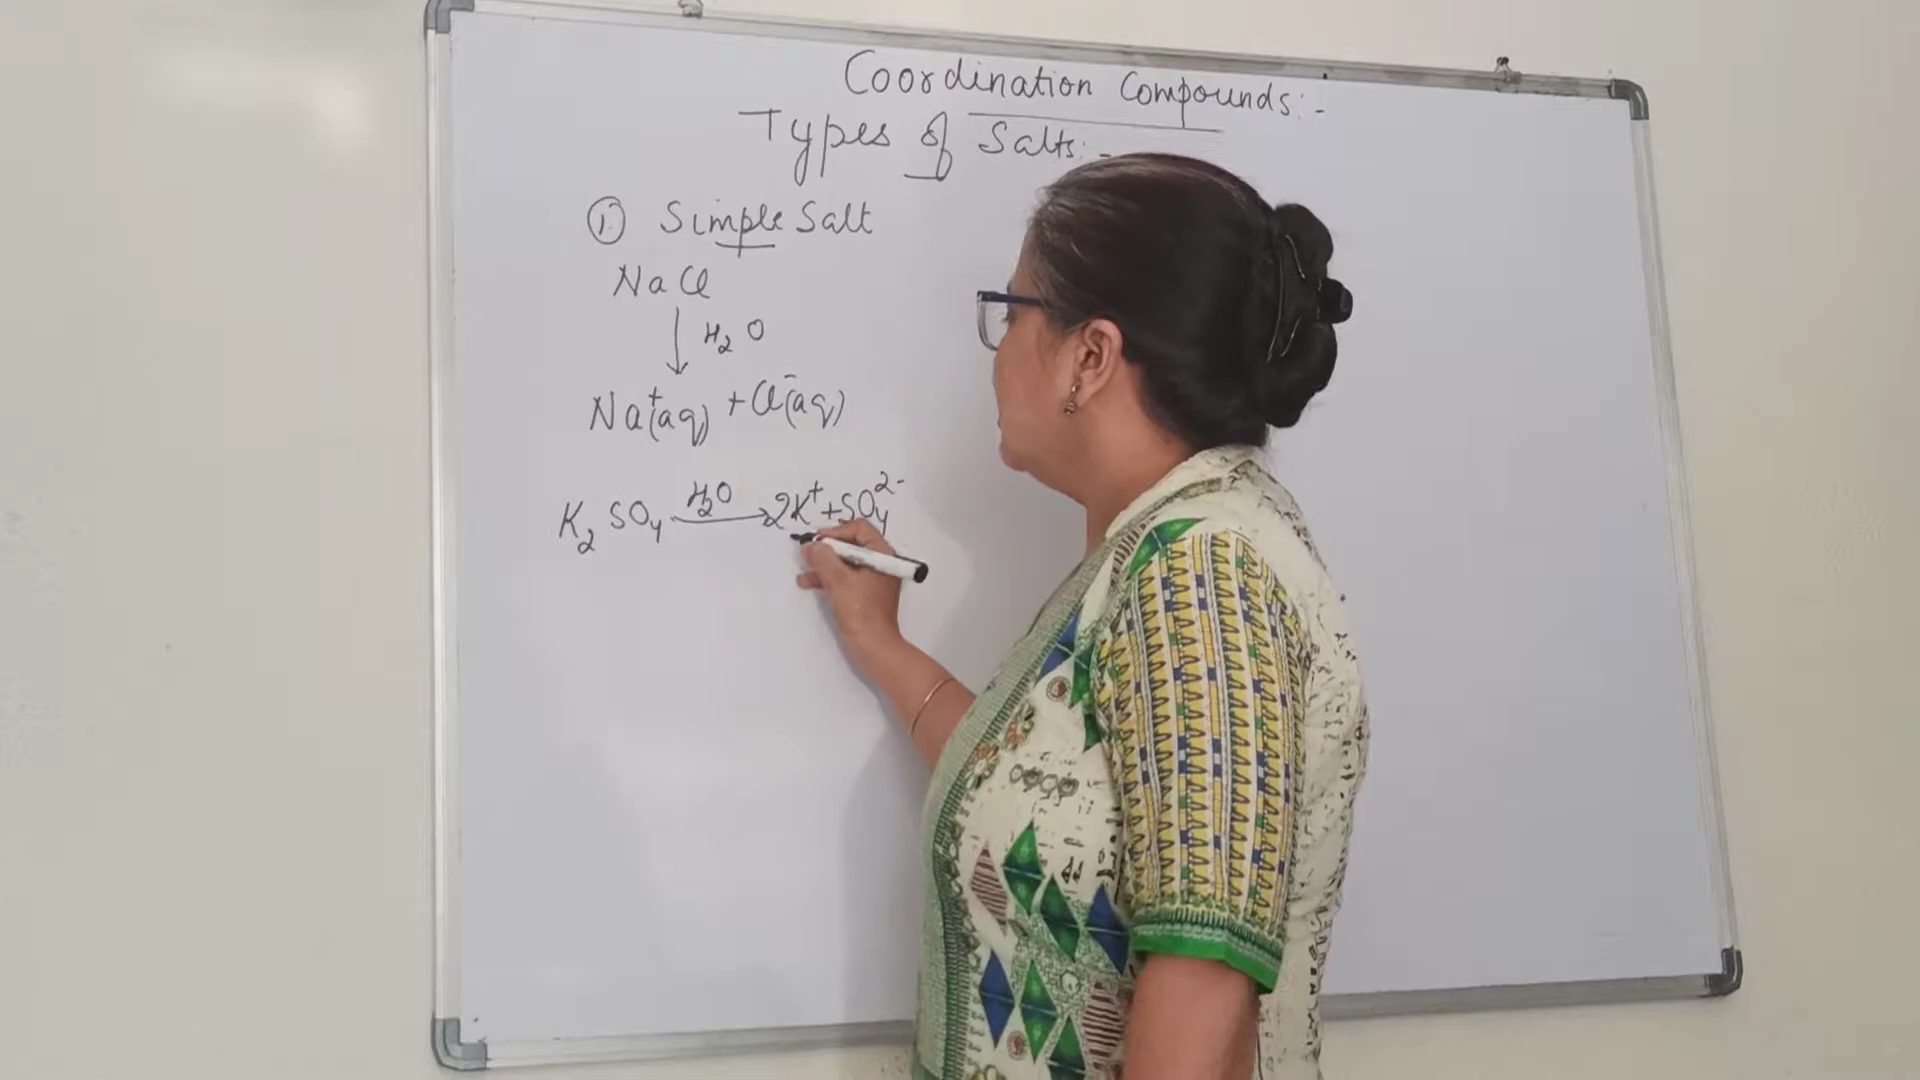 Coordination Compounds:-
Types of Salts:-
① Simple Salt
NaCl
↓ H₂O
Na⁺(aq) + Cl⁻(aq)
K₂SO₄ —H₂O→ 2K⁺ + SO₄²⁻